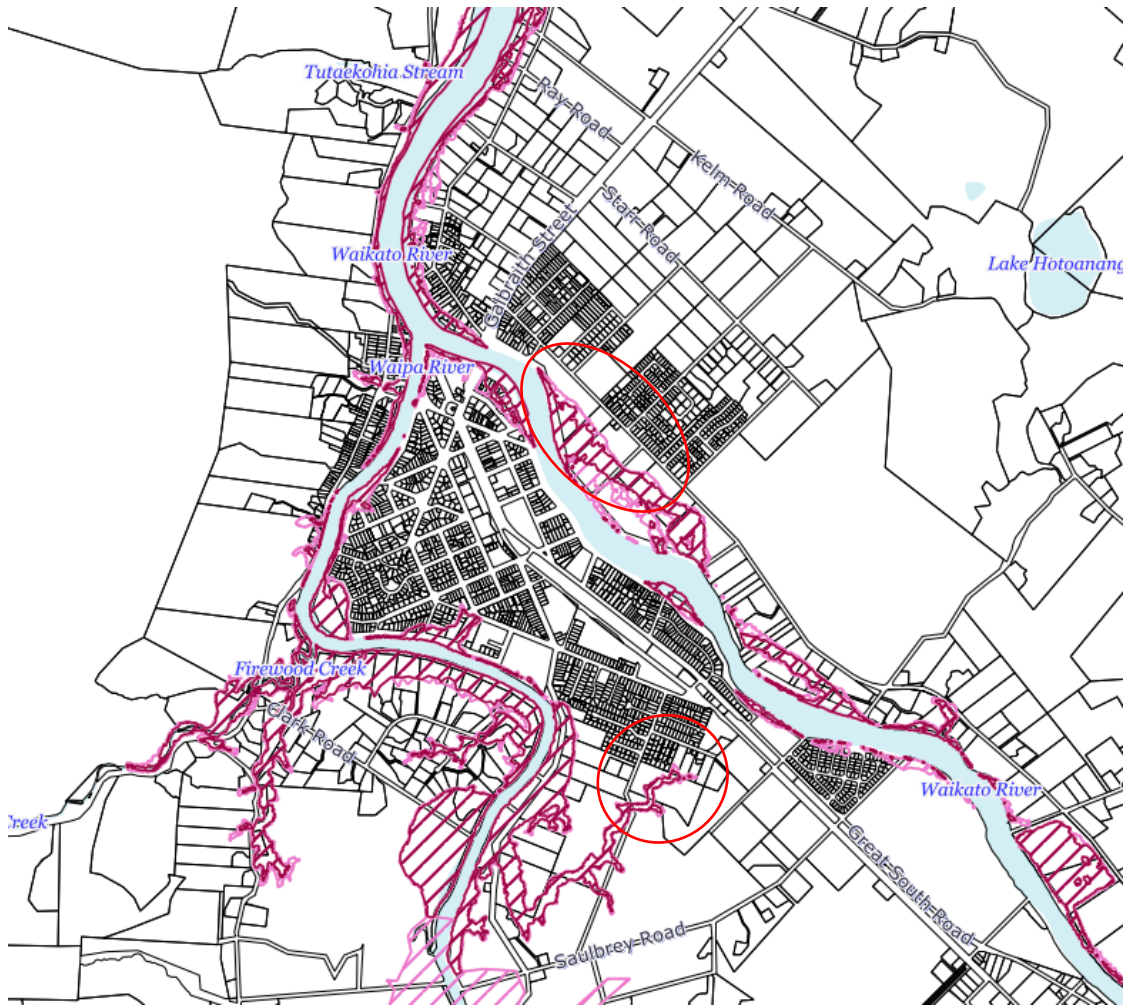 Tutaekohia Stream
Ray Road
Kelm Road
Starr Road
Galbraith Street
Waikato River
Lake Hotoanang
Waipa River
Firewood Creek
Clark Road
Creek
Waikato River
Great South Road
Saulbrey Road